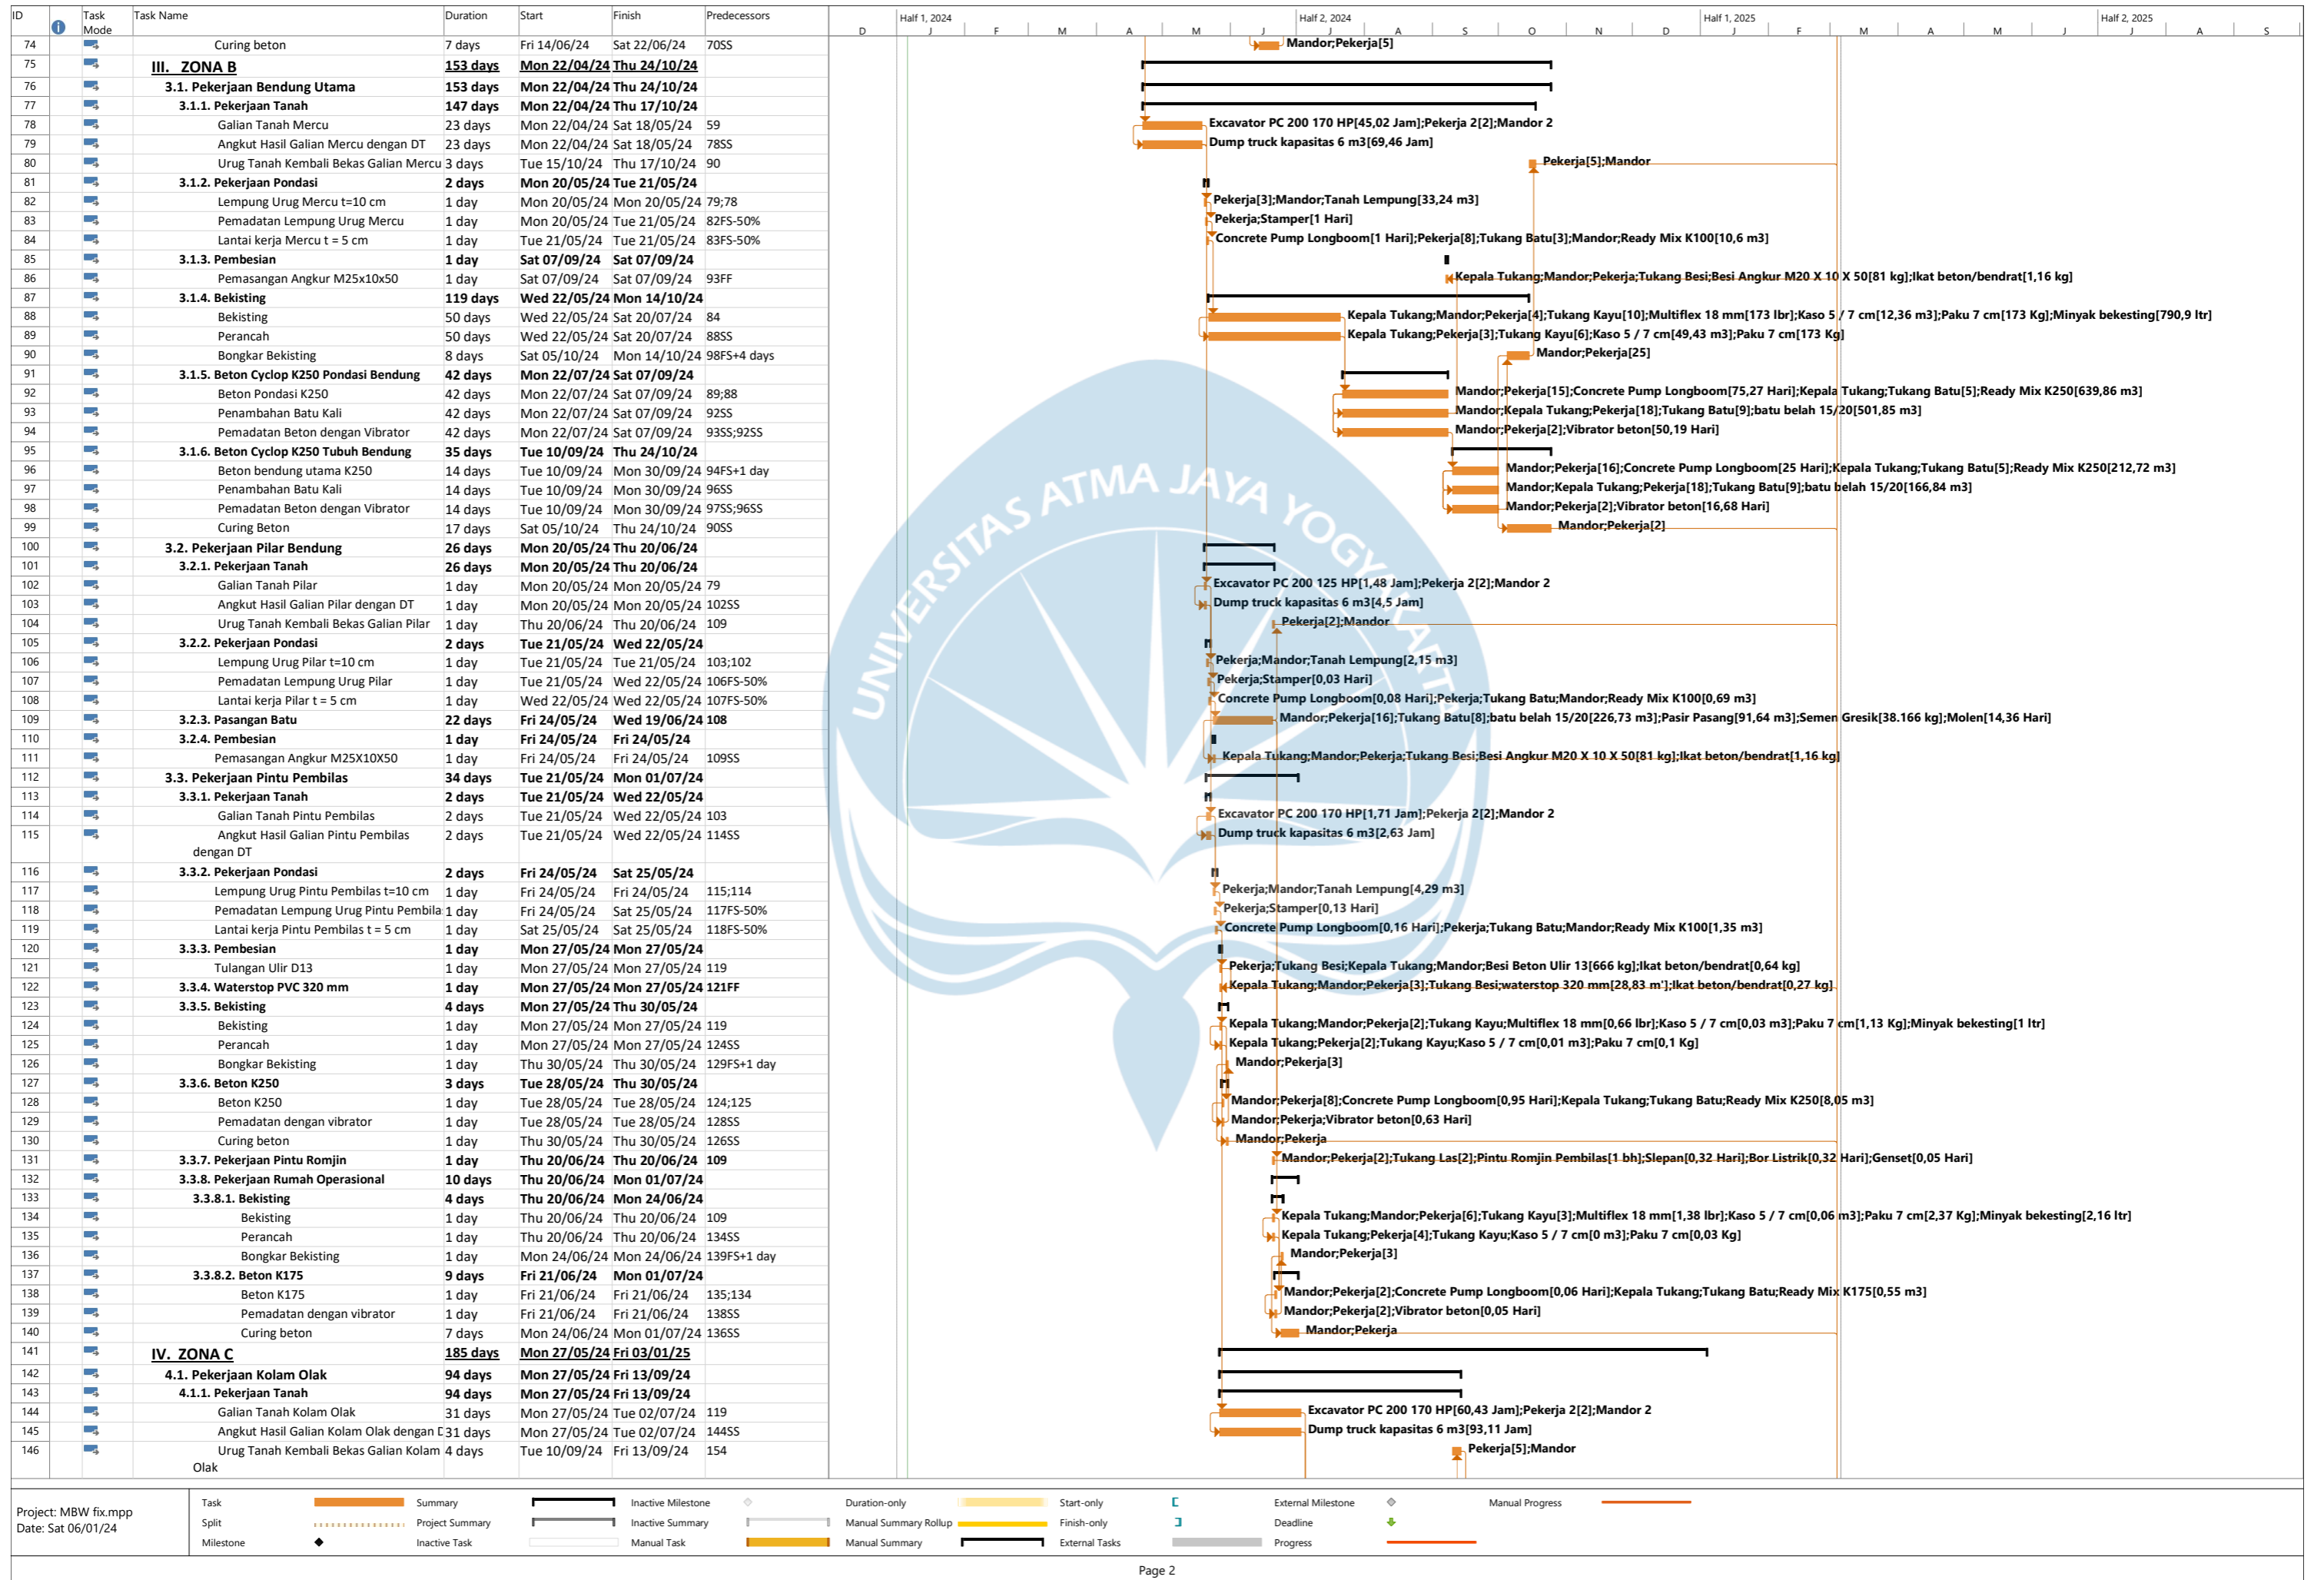 ID Task Mode Task Name Duration Start Finish Predecessors
Half 1, 2024 Half 2, 2024 Half 1, 2025 Half 2, 2025
D J F M A M J J A S O N D J F M A M J J A S
74 Curing beton 7 days Fri 14/06/24 Sat 22/06/24 70SS Mandor;Pekerja[5]
75 III. ZONA B 153 days Mon 22/04/24 Thu 24/10/24
76 3.1. Pekerjaan Bendung Utama 153 days Mon 22/04/24 Thu 24/10/24
77 3.1.1. Pekerjaan Tanah 147 days Mon 22/04/24 Thu 17/10/24
78 Galian Tanah Mercu 23 days Mon 22/04/24 Sat 18/05/24 59 Excavator PC 200 170 HP[45,02 Jam];Pekerja 2[2];Mandor 2
79 Angkut Hasil Galian Mercu dengan DT 23 days Mon 22/04/24 Sat 18/05/24 78SS Dump truck kapasitas 6 m3[69,46 Jam]
80 Urug Tanah Kembali Bekas Galian Mercu 3 days Tue 15/10/24 Thu 17/10/24 90 Pekerja[5];Mandor
81 3.1.2. Pekerjaan Pondasi 2 days Mon 20/05/24 Tue 21/05/24
82 Lempung Urug Mercu t=10 cm 1 day Mon 20/05/24 Mon 20/05/24 79;78 Pekerja[3];Mandor;Tanah Lempung[33,24 m3]
83 Pemadatan Lempung Urug Mercu 1 day Mon 20/05/24 Tue 21/05/24 82FS-50% Pekerja;Stamper[1 Hari]
84 Lantai kerja Mercu t = 5 cm 1 day Tue 21/05/24 Tue 21/05/24 83FS-50% Concrete Pump Longboom[1 Hari];Pekerja[8];Tukang Batu[3];Mandor;Ready Mix K100[10,6 m3]
85 3.1.3. Pembesian 1 day Sat 07/09/24 Sat 07/09/24
86 Pemasangan Angkur M25x10x50 1 day Sat 07/09/24 Sat 07/09/24 93FF Kepala Tukang;Mandor;Pekerja;Tukang Besi;Besi Angkur M20 X 10 X 50[81 kg];Ikat beton/bendrat[1,16 kg]
87 3.1.4. Bekisting 119 days Wed 22/05/24 Mon 14/10/24
88 Bekisting 50 days Wed 22/05/24 Sat 20/07/24 84 Kepala Tukang;Mandor;Pekerja[4];Tukang Kayu[10];Multiflex 18 mm[173 lbr];Kaso 5 / 7 cm[12,36 m3];Paku 7 cm[173 Kg];Minyak bekesting[790,9 ltr]
89 Perancah 50 days Wed 22/05/24 Sat 20/07/24 88SS Kepala Tukang;Pekerja[3];Tukang Kayu[6];Kaso 5 / 7 cm[49,43 m3];Paku 7 cm[173 Kg]
90 Bongkar Bekisting 8 days Sat 05/10/24 Mon 14/10/24 98FS+4 days Mandor;Pekerja[25]
91 3.1.5. Beton Cyclop K250 Pondasi Bendung 42 days Mon 22/07/24 Sat 07/09/24
92 Beton Pondasi K250 42 days Mon 22/07/24 Sat 07/09/24 89;88 Mandor;Pekerja[15];Concrete Pump Longboom[75,27 Hari];Kepala Tukang;Tukang Batu[5];Ready Mix K250[639,86 m3]
93 Penambahan Batu Kali 42 days Mon 22/07/24 Sat 07/09/24 92SS Mandor;Kepala Tukang;Pekerja[18];Tukang Batu[9];batu belah 15/20[501,85 m3]
94 Pemadatan Beton dengan Vibrator 42 days Mon 22/07/24 Sat 07/09/24 93SS;92SS Mandor;Pekerja[2];Vibrator beton[50,19 Hari]
95 3.1.6. Beton Cyclop K250 Tubuh Bendung 35 days Tue 10/09/24 Thu 24/10/24
96 Beton bendung utama K250 14 days Tue 10/09/24 Mon 30/09/24 94FS+1 day Mandor;Pekerja[16];Concrete Pump Longboom[25 Hari];Kepala Tukang;Tukang Batu[5];Ready Mix K250[212,72 m3]
97 Penambahan Batu Kali 14 days Tue 10/09/24 Mon 30/09/24 96SS Mandor;Kepala Tukang;Pekerja[18];Tukang Batu[9];batu belah 15/20[166,84 m3]
98 Pemadatan Beton dengan Vibrator 14 days Tue 10/09/24 Mon 30/09/24 97SS;96SS Mandor;Pekerja[2];Vibrator beton[16,68 Hari]
99 Curing Beton 17 days Sat 05/10/24 Thu 24/10/24 90SS Mandor;Pekerja[2]
100 3.2. Pekerjaan Pilar Bendung 26 days Mon 20/05/24 Thu 20/06/24
101 3.2.1. Pekerjaan Tanah 26 days Mon 20/05/24 Thu 20/06/24
102 Galian Tanah Pilar 1 day Mon 20/05/24 Mon 20/05/24 79 Excavator PC 200 125 HP[1,48 Jam];Pekerja 2[2];Mandor 2
103 Angkut Hasil Galian Pilar dengan DT 1 day Mon 20/05/24 Mon 20/05/24 102SS Dump truck kapasitas 6 m3[4,5 Jam]
104 Urug Tanah Kembali Bekas Galian Pilar 1 day Thu 20/06/24 Thu 20/06/24 109 Pekerja[2];Mandor
105 3.2.2. Pekerjaan Pondasi 2 days Tue 21/05/24 Wed 22/05/24
106 Lempung Urug Pilar t=10 cm 1 day Tue 21/05/24 Tue 21/05/24 103;102 Pekerja;Mandor;Tanah Lempung[2,15 m3]
107 Pemadatan Lempung Urug Pilar 1 day Tue 21/05/24 Wed 22/05/24 106FS-50% Pekerja;Stamper[0,03 Hari]
108 Lantai kerja Pilar t = 5 cm 1 day Wed 22/05/24 Wed 22/05/24 107FS-50% Concrete Pump Longboom[0,08 Hari];Pekerja;Tukang Batu;Mandor;Ready Mix K100[0,69 m3]
109 3.2.3. Pasangan Batu 22 days Fri 24/05/24 Wed 19/06/24 108 Mandor;Pekerja[16];Tukang Batu[8];batu belah 15/20[226,73 m3];Pasir Pasang[91,64 m3];Semen Gresik[38.166 kg];Molen[14,36 Hari]
110 3.2.4. Pembesian 1 day Fri 24/05/24 Fri 24/05/24
111 Pemasangan Angkur M25X10X50 1 day Fri 24/05/24 Fri 24/05/24 109SS Kepala Tukang;Mandor;Pekerja;Tukang Besi;Besi Angkur M20 X 10 X 50[81 kg];Ikat beton/bendrat[1,16 kg]
112 3.3. Pekerjaan Pintu Pembilas 34 days Tue 21/05/24 Mon 01/07/24
113 3.3.1. Pekerjaan Tanah 2 days Tue 21/05/24 Wed 22/05/24
114 Galian Tanah Pintu Pembilas 2 days Tue 21/05/24 Wed 22/05/24 103 Excavator PC 200 170 HP[1,71 Jam];Pekerja 2[2];Mandor 2
115 Angkut Hasil Galian Pintu Pembilas 2 days Tue 21/05/24 Wed 22/05/24 114SS Dump truck kapasitas 6 m3[2,63 Jam]
dengan DT
116 3.3.2. Pekerjaan Pondasi 2 days Fri 24/05/24 Sat 25/05/24
117 Lempung Urug Pintu Pembilas t=10 cm 1 day Fri 24/05/24 Fri 24/05/24 115;114 Pekerja;Mandor;Tanah Lempung[4,29 m3]
118 Pemadatan Lempung Urug Pintu Pembila 1 day Fri 24/05/24 Sat 25/05/24 117FS-50% Pekerja;Stamper[0,13 Hari]
119 Lantai kerja Pintu Pembilas t = 5 cm 1 day Sat 25/05/24 Sat 25/05/24 118FS-50% Concrete Pump Longboom[0,16 Hari];Pekerja;Tukang Batu;Mandor;Ready Mix K100[1,35 m3]
120 3.3.3. Pembesian 1 day Mon 27/05/24 Mon 27/05/24
121 Tulangan Ulir D13 1 day Mon 27/05/24 Mon 27/05/24 119 Pekerja;Tukang Besi;Kepala Tukang;Mandor;Besi Beton Ulir 13[666 kg];Ikat beton/bendrat[0,64 kg]
122 3.3.4. Waterstop PVC 320 mm 1 day Mon 27/05/24 Mon 27/05/24 121FF Kepala Tukang;Mandor;Pekerja[3];Tukang Besi;waterstop 320 mm[28,83 m'];Ikat beton/bendrat[0,27 kg]
123 3.3.5. Bekisting 4 days Mon 27/05/24 Thu 30/05/24
124 Bekisting 1 day Mon 27/05/24 Mon 27/05/24 119 Kepala Tukang;Mandor;Pekerja[2];Tukang Kayu;Multiflex 18 mm[0,66 lbr];Kaso 5 / 7 cm[0,03 m3];Paku 7 cm[1,13 Kg];Minyak bekesting[1 ltr]
125 Perancah 1 day Mon 27/05/24 Mon 27/05/24 124SS Kepala Tukang;Pekerja[2];Tukang Kayu;Kaso 5 / 7 cm[0,01 m3];Paku 7 cm[0,1 Kg]
126 Bongkar Bekisting 1 day Thu 30/05/24 Thu 30/05/24 129FS+1 day Mandor;Pekerja[3]
127 3.3.6. Beton K250 3 days Tue 28/05/24 Thu 30/05/24
128 Beton K250 1 day Tue 28/05/24 Tue 28/05/24 124;125 Mandor;Pekerja[8];Concrete Pump Longboom[0,95 Hari];Kepala Tukang;Tukang Batu;Ready Mix K250[8,05 m3]
129 Pemadatan dengan vibrator 1 day Tue 28/05/24 Tue 28/05/24 128SS Mandor;Pekerja;Vibrator beton[0,63 Hari]
130 Curing beton 1 day Thu 30/05/24 Thu 30/05/24 126SS Mandor;Pekerja
131 3.3.7. Pekerjaan Pintu Romjin 1 day Thu 20/06/24 Thu 20/06/24 109 Mandor;Pekerja[2];Tukang Las[2];Pintu Romjin Pembilas[1 bh];Slepan[0,32 Hari];Bor Listrik[0,32 Hari];Genset[0,05 Hari]
132 3.3.8. Pekerjaan Rumah Operasional 10 days Thu 20/06/24 Mon 01/07/24
133 3.3.8.1. Bekisting 4 days Thu 20/06/24 Mon 24/06/24
134 Bekisting 1 day Thu 20/06/24 Thu 20/06/24 109 Kepala Tukang;Mandor;Pekerja[6];Tukang Kayu[3];Multiflex 18 mm[1,38 lbr];Kaso 5 / 7 cm[0,06 m3];Paku 7 cm[2,37 Kg];Minyak bekesting[2,16 ltr]
135 Perancah 1 day Thu 20/06/24 Thu 20/06/24 134SS Kepala Tukang;Pekerja[4];Tukang Kayu;Kaso 5 / 7 cm[0 m3];Paku 7 cm[0,03 Kg]
136 Bongkar Bekisting 1 day Mon 24/06/24 Mon 24/06/24 139FS+1 day Mandor;Pekerja[3]
137 3.3.8.2. Beton K175 9 days Fri 21/06/24 Mon 01/07/24
138 Beton K175 1 day Fri 21/06/24 Fri 21/06/24 135;134 Mandor;Pekerja[2];Concrete Pump Longboom[0,06 Hari];Kepala Tukang;Tukang Batu;Ready Mix K175[0,55 m3]
139 Pemadatan dengan vibrator 1 day Fri 21/06/24 Fri 21/06/24 138SS Mandor;Pekerja[2];Vibrator beton[0,05 Hari]
140 Curing beton 7 days Mon 24/06/24 Mon 01/07/24 136SS Mandor;Pekerja
141 IV. ZONA C 185 days Mon 27/05/24 Fri 03/01/25
142 4.1. Pekerjaan Kolam Olak 94 days Mon 27/05/24 Fri 13/09/24
143 4.1.1. Pekerjaan Tanah 94 days Mon 27/05/24 Fri 13/09/24
144 Galian Tanah Kolam Olak 31 days Mon 27/05/24 Tue 02/07/24 119 Excavator PC 200 170 HP[60,43 Jam];Pekerja 2[2];Mandor 2
145 Angkut Hasil Galian Kolam Olak dengan D 31 days Mon 27/05/24 Tue 02/07/24 144SS Dump truck kapasitas 6 m3[93,11 Jam]
146 Urug Tanah Kembali Bekas Galian Kolam 4 days Tue 10/09/24 Fri 13/09/24 154 Pekerja[5];Mandor
Olak
UNIVERSITAS ATMA JAYA YOGYAKARTA
Project: MBW fix.mpp
Date: Sat 06/01/24
Task Summary Inactive Milestone Duration-only Start-only External Milestone Manual Progress
Split Project Summary Inactive Summary Manual Summary Rollup Finish-only Deadline
Milestone Inactive Task Manual Task Manual Summary External Tasks Progress
Page 2